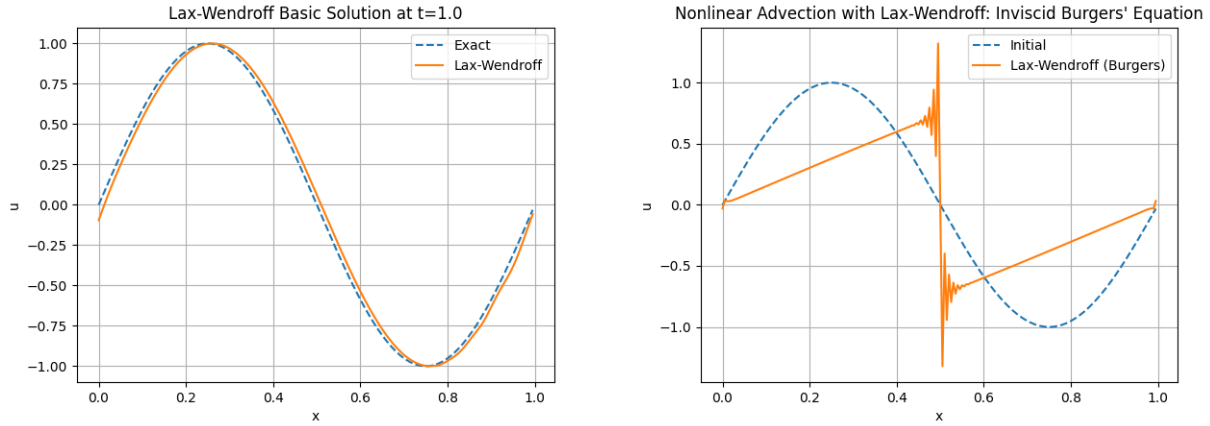 Lax-Wendroff Basic Solution at t=1.0
1.00
0.75
0.50
0.25
0.00
-0.25
-0.50
-0.75
-1.00
u
Exact
Lax-Wendroff
0.0
0.2
0.4
0.6
0.8
1.0
x
Nonlinear Advection with Lax-Wendroff: Inviscid Burgers' Equation
1.0
0.5
0.0
-0.5
-1.0
u
Initial
Lax-Wendroff (Burgers)
0.0
0.2
0.4
0.6
0.8
1.0
x